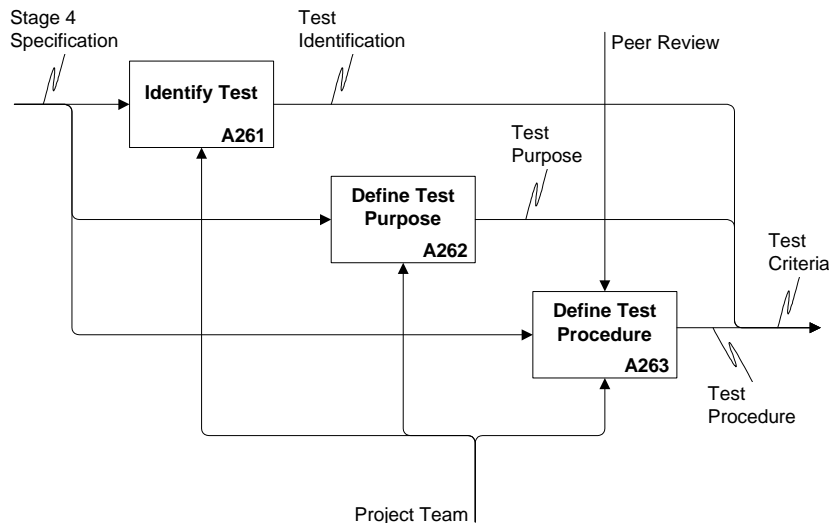 Stage 4
Specification
Test
Identification
Peer Review
Identify Test
A261
Test
Purpose
Define Test
Purpose
A262
Test
Criteria
Define Test
Procedure
A263
Test
Procedure
Project Team